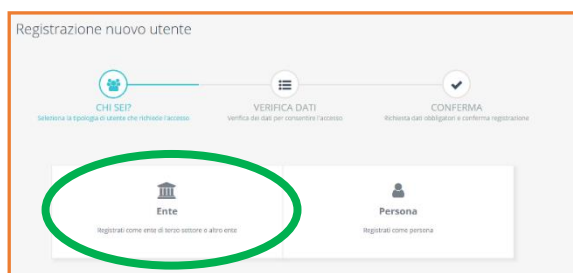 Registrazione nuovo utente
CHI SEI? VERIFICA DATI CONFERMA
Seleziona la tipologia di utente che richiede l'accesso Verifica dei dati per consentire l'accesso Richiesta dati obbligatori e conferma registrazione
Ente Persona
Registrati come ente di terzo settore o altro ente Registrati come persona